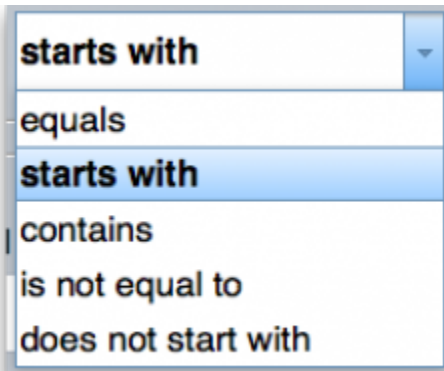 starts with
equals
starts with
contains
is not equal to
does not start with